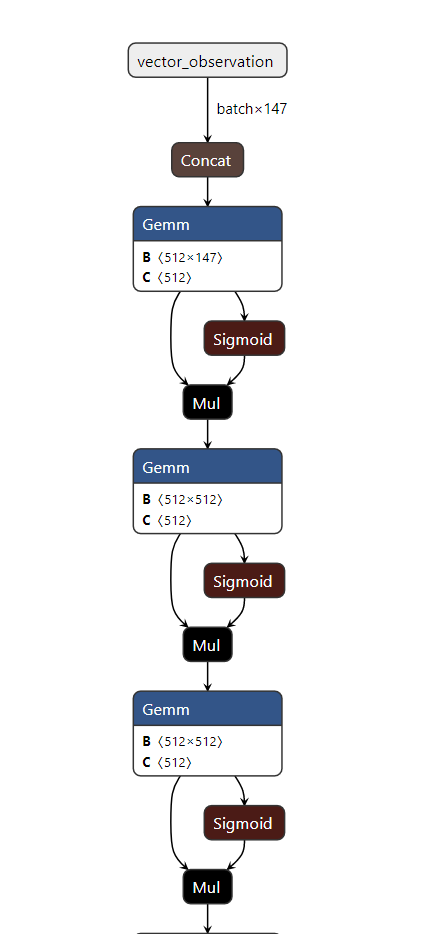 vector_observation
batch×147
Concat
Gemm
B 〈512×147〉
C 〈512〉
Sigmoid
Mul
Gemm
B 〈512×512〉
C 〈512〉
Sigmoid
Mul
Gemm
B 〈512×512〉
C 〈512〉
Sigmoid
Mul